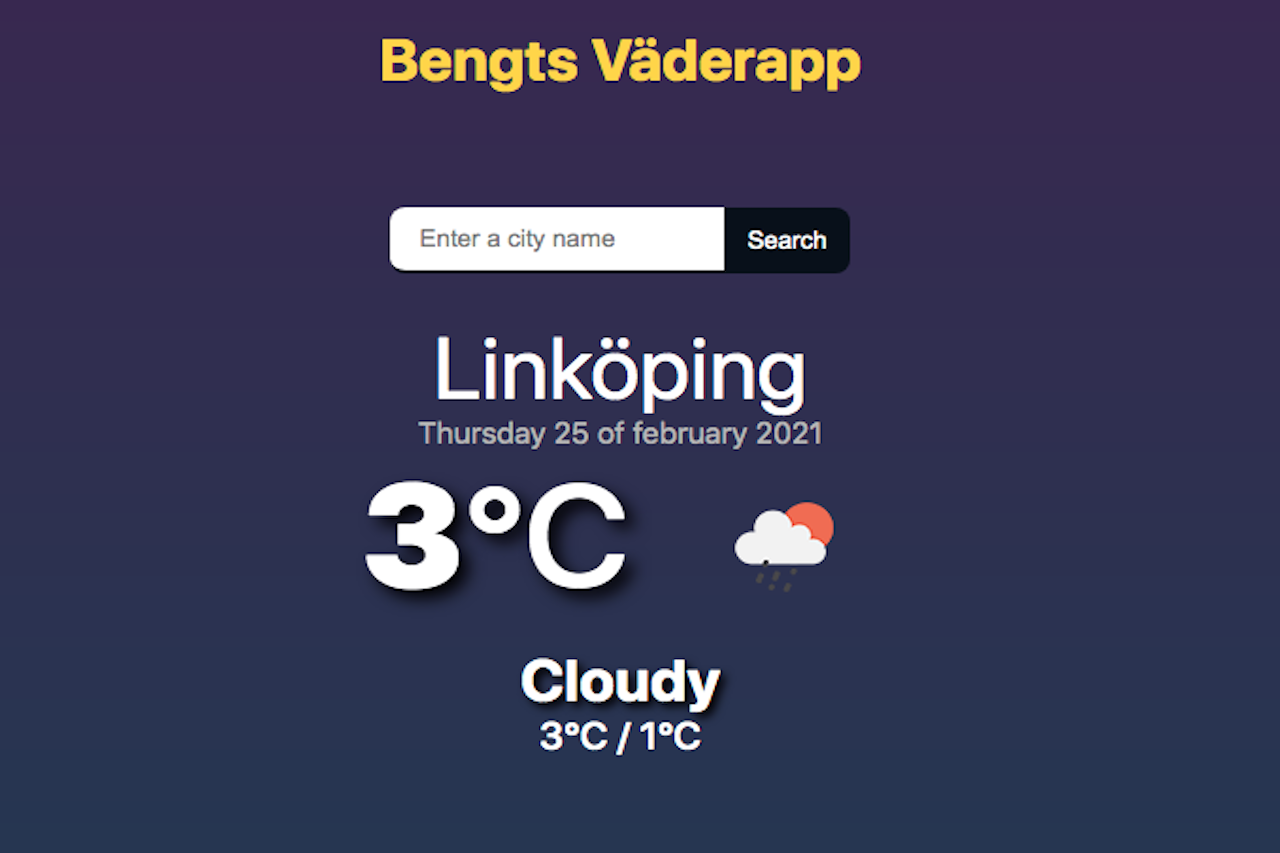 Bengts Väderapp
Enter a city name
Search
Linköping
Thursday 25 of february 2021
3°C
Cloudy
3°C / 1°C